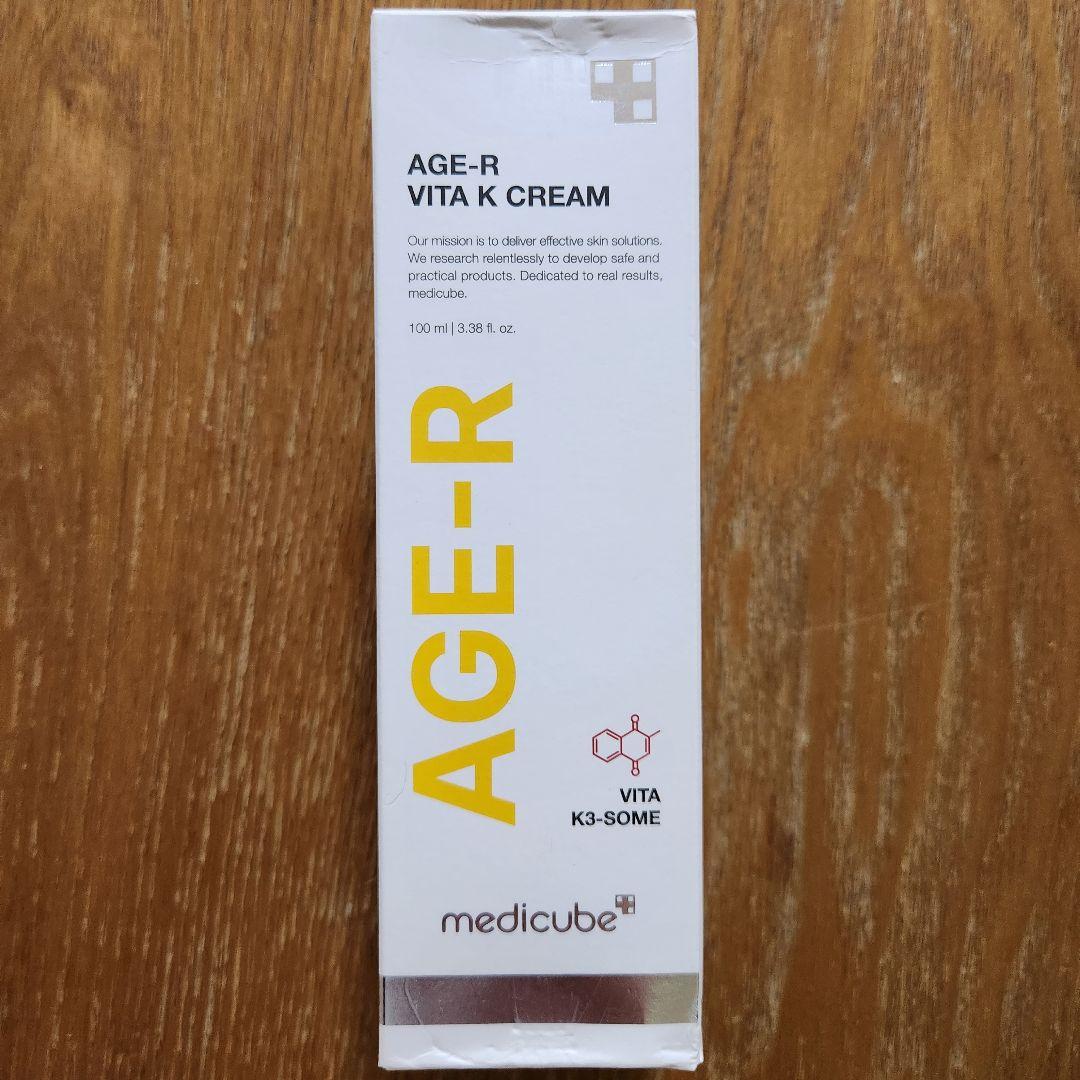 AGE-R
VITA K CREAM
Our mission is to deliver effective skin solutions.
We research relentlessly to develop safe and
practical products. Dedicated to real results,
medicube.
100 ml | 3.38 fl. oz.
AGE-R
VITA
K3-SOME
medicube